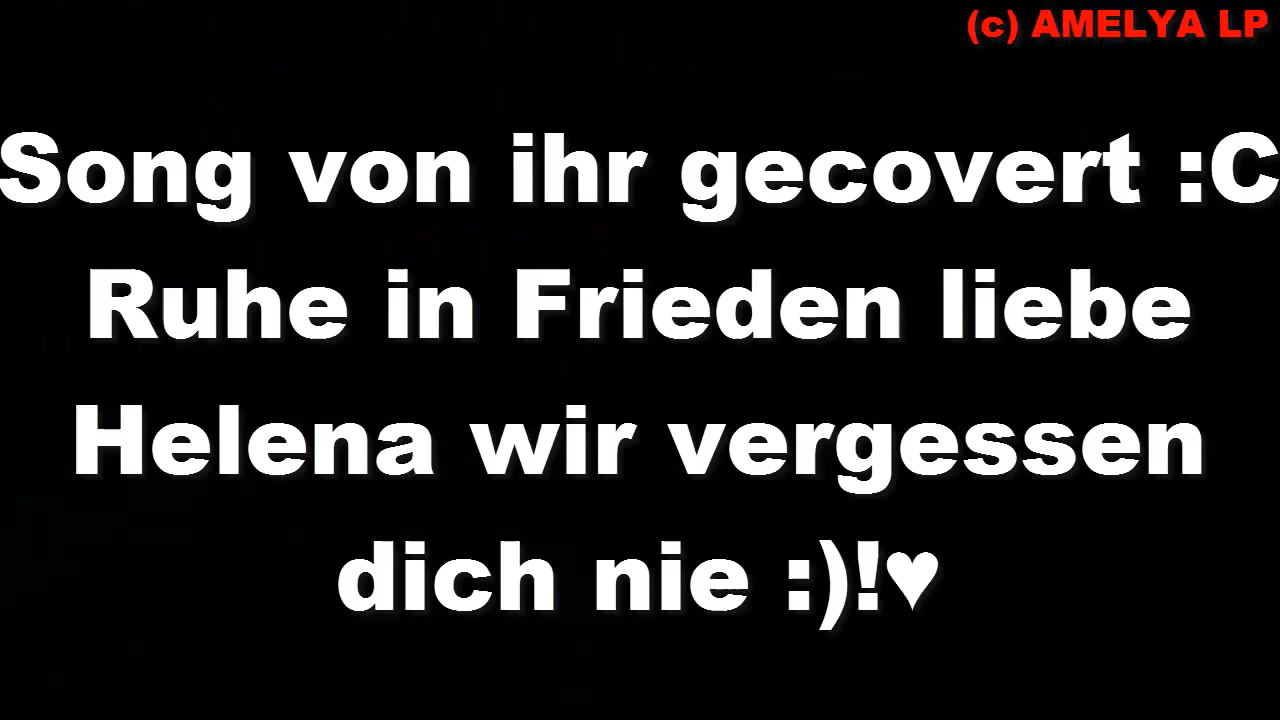 (c) AMELYA LP
Song von ihr gecovert :C
Ruhe in Frieden liebe
Helena wir vergessen
dich nie :)!♥